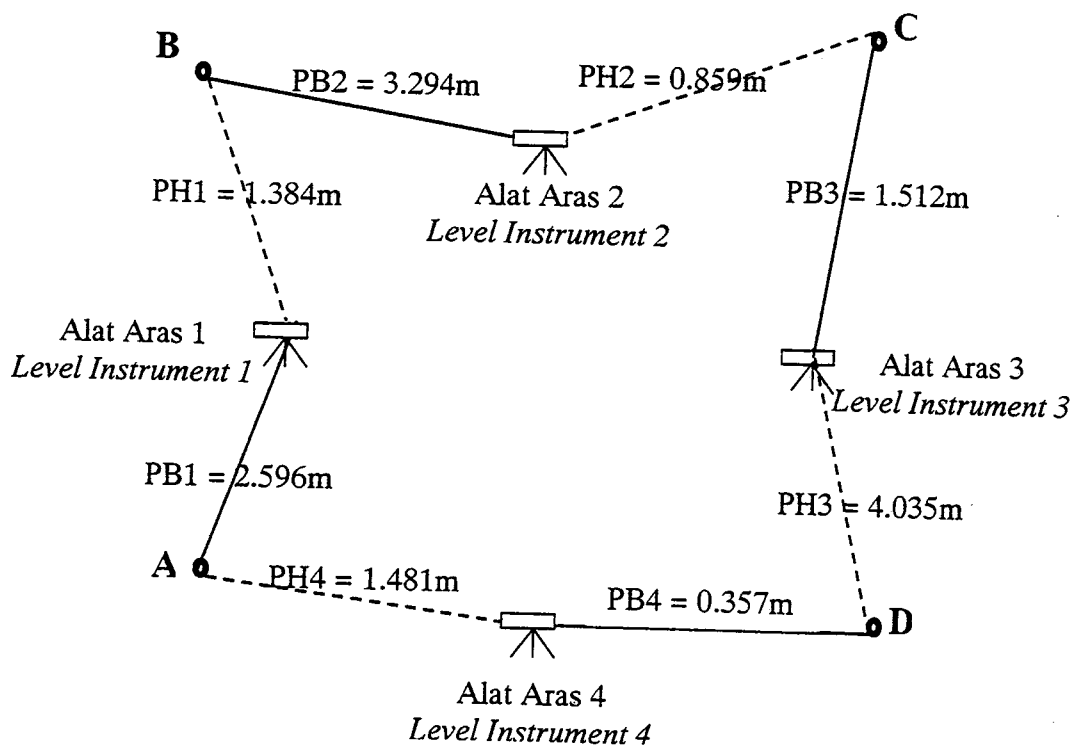 B
C
PB2 = 3.294m
PH2 = 0.859m
PH1 = 1.384m
Alat Aras 2
Level Instrument 2
PB3 = 1.512m
Alat Aras 1
Level Instrument 1
Alat Aras 3
Level Instrument 3
PB1 = 2.596m
PH3 = 4.035m
A
PH4 = 1.481m
PB4 = 0.357m
D
Alat Aras 4
Level Instrument 4